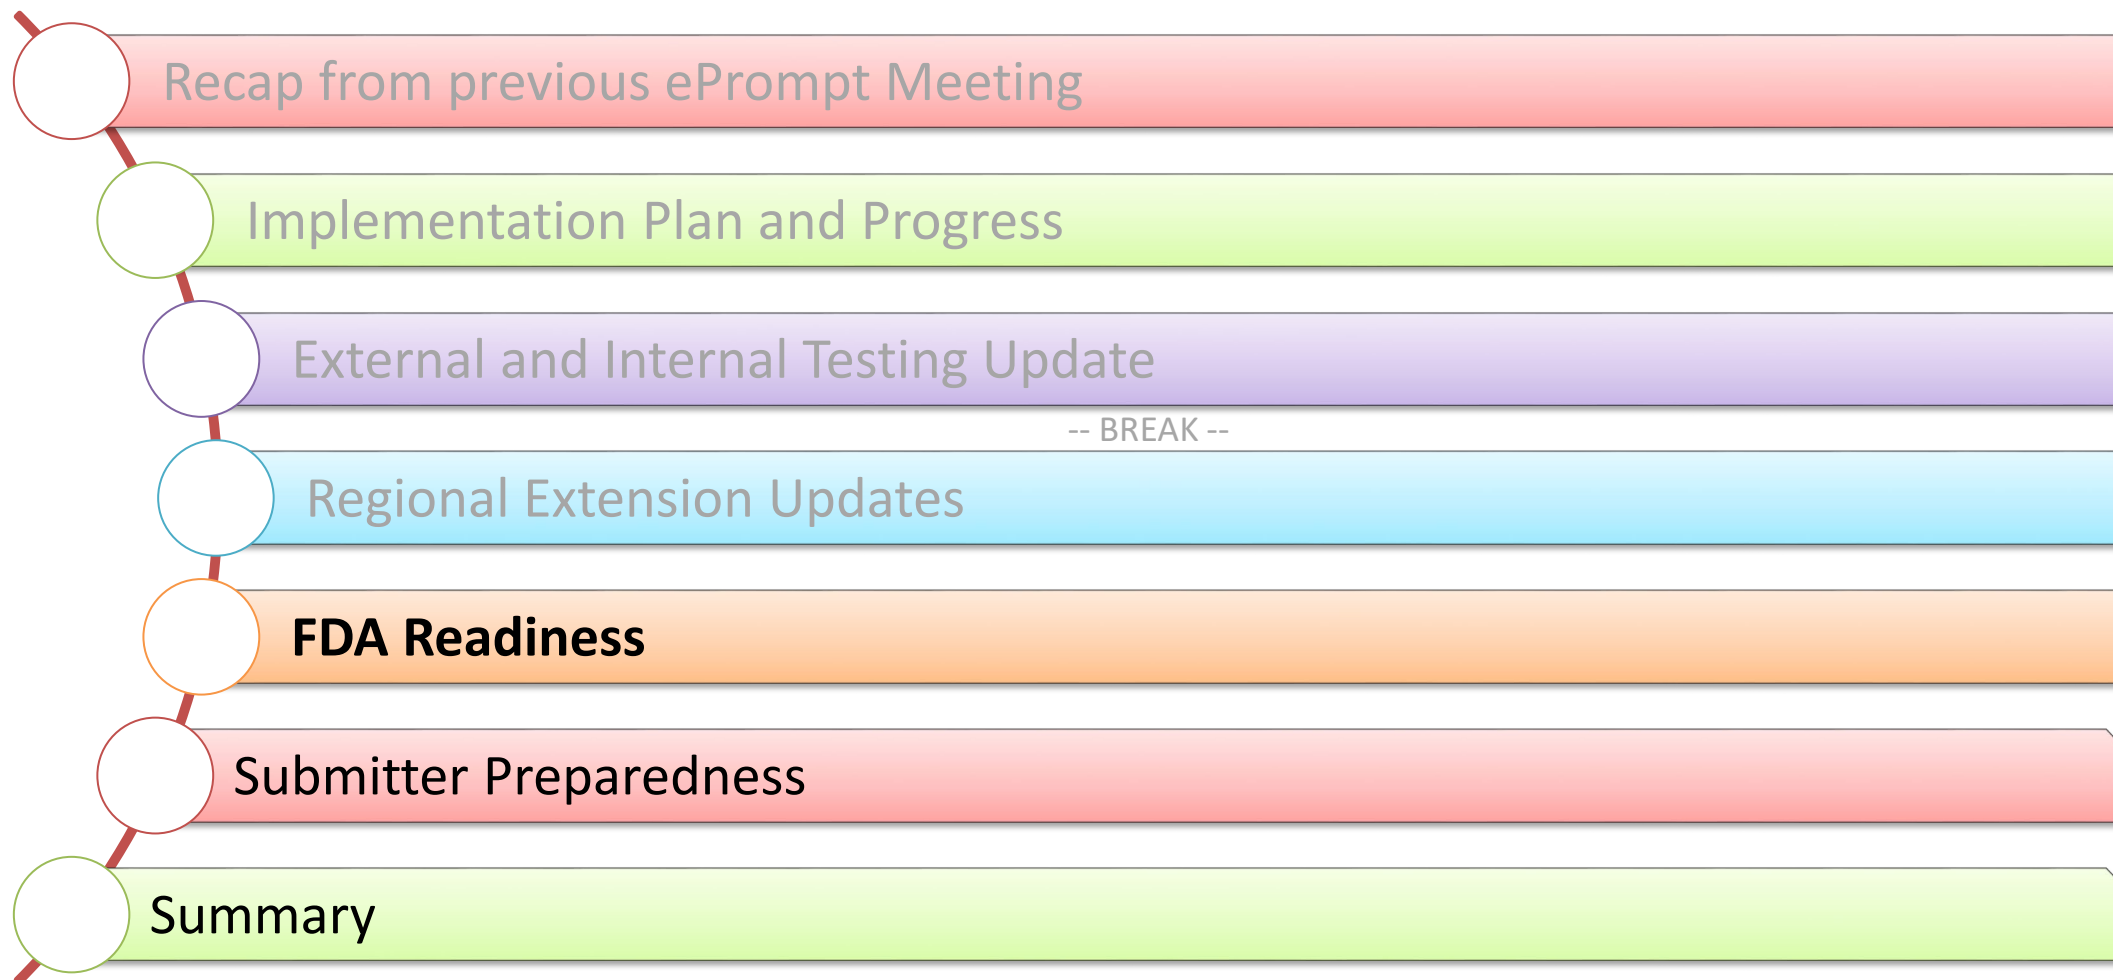 Recap from previous ePrompt Meeting
Implementation Plan and Progress
External and Internal Testing Update
-- BREAK --
Regional Extension Updates
FDA Readiness
Submitter Preparedness
Summary